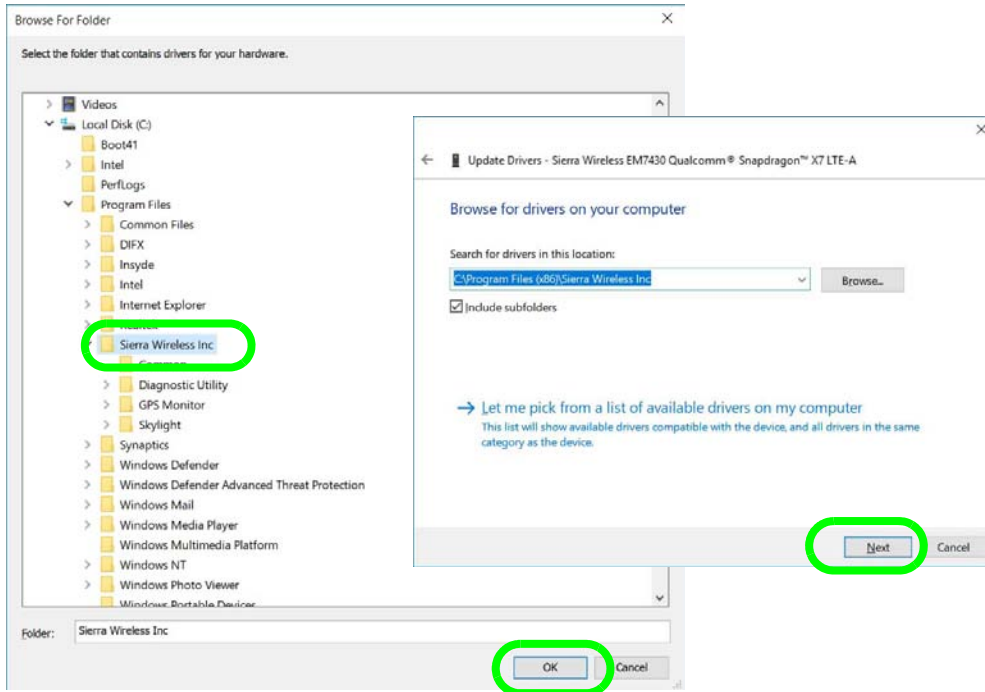 Browse For Folder
Select the folder that contains drivers for your hardware.
Videos
Local Disk (C:)
Boot41
Intel
PerfLogs
Program Files
Common Files
DIFX
Insyde
Intel
Internet Explorer
Sierra Wireless Inc
Common
Diagnostic Utility
GPS Monitor
Skylight
Synaptics
Windows Defender
Windows Defender Advanced Threat Protection
Windows Mail
Windows Media Player
Windows Multimedia Platform
Windows NT
Windows Photo Viewer
Windows Portable Devices
Folder: Sierra Wireless Inc
OK Cancel
Update Drivers - Sierra Wireless EM7430 Qualcomm® Snapdragon™ X7 LTE-A
Browse for drivers on your computer
Search for drivers in this location:
C:\Program Files (x86)\Sierra Wireless Inc
Browse...
Include subfolders
Let me pick from a list of available drivers on my computer
This list will show available drivers compatible with the device, and all drivers in the same
category as the device.
Next Cancel